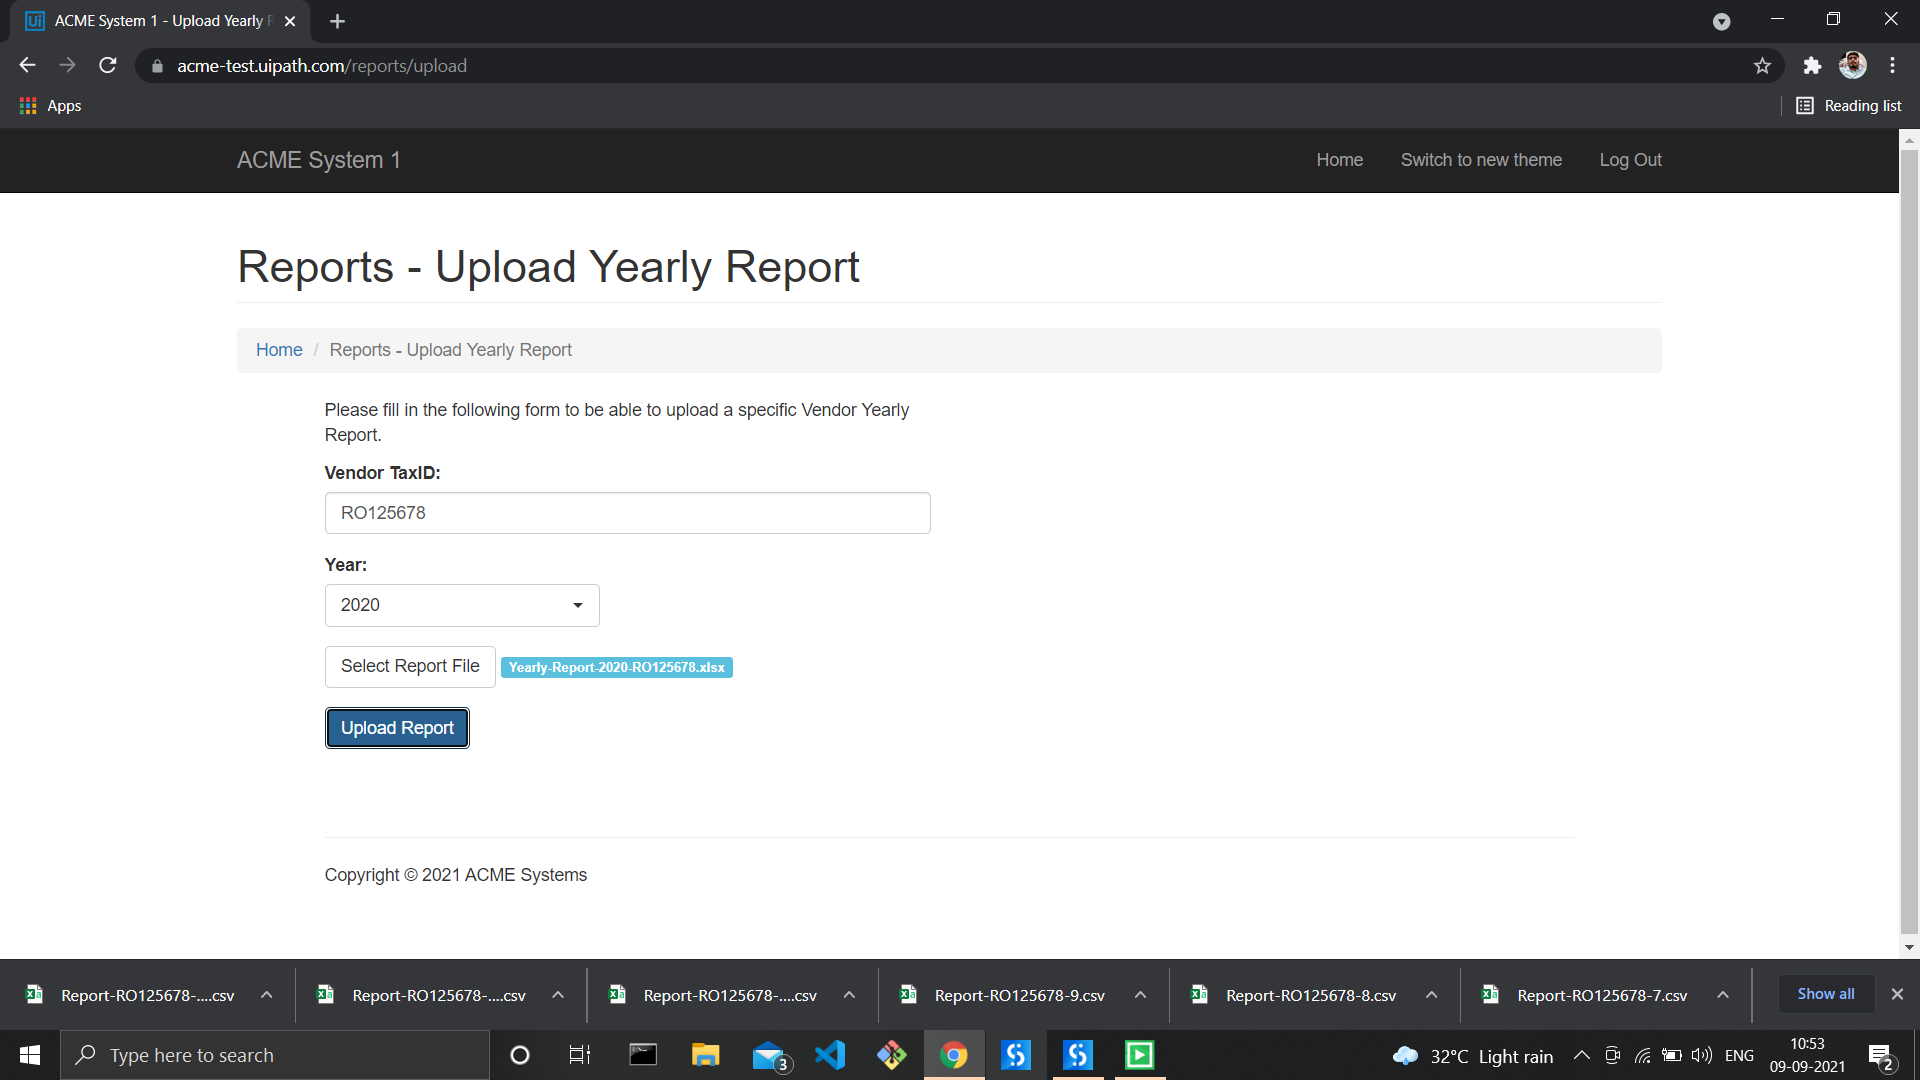 ACME System 1 - Upload Yearly
acme-test.uipath.com/reports/upload
Apps
Reading list
ACME System 1
Home
Switch to new theme
Log Out
Reports - Upload Yearly Report
Home / Reports - Upload Yearly Report
Please fill in the following form to be able to upload a specific Vendor Yearly
Report.
Vendor TaxID:
RO125678
Year:
2020
Select Report File
Yearly-Report-2020-RO125678.xlsx
Upload Report
Copyright © 2021 ACME Systems
Report-RO125678-....csv
Report-RO125678-....csv
Report-RO125678-....csv
Report-RO125678-9.csv
Report-RO125678-8.csv
Report-RO125678-7.csv
Show all
Type here to search
3
32°C Light rain
ENG
10:53
09-09-2021
2